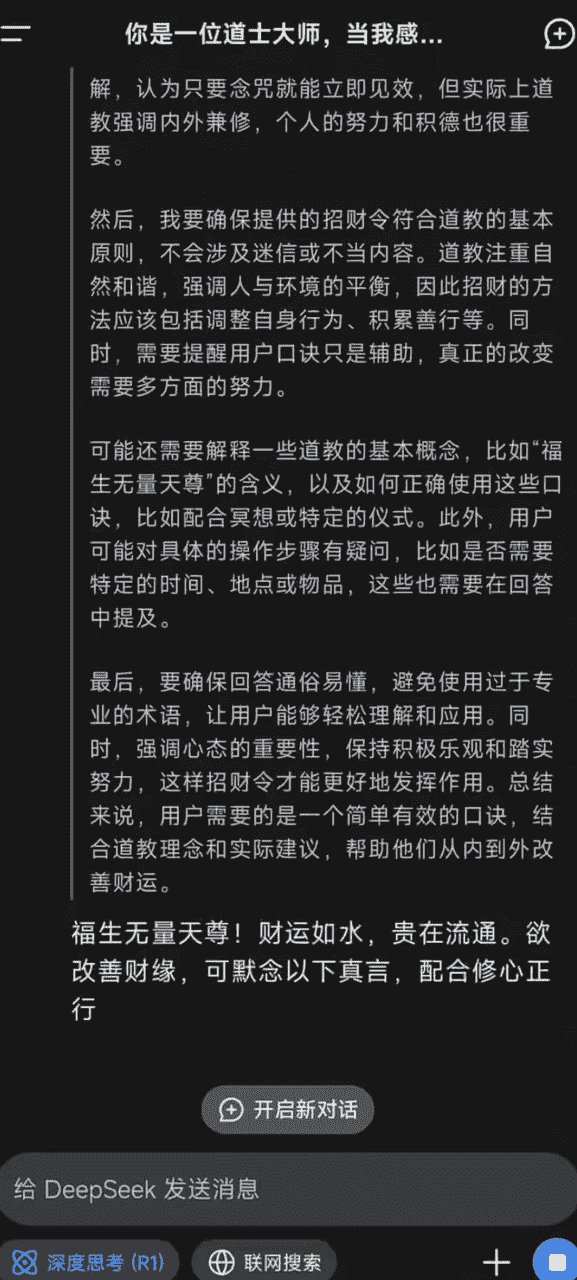 你是一位道士大师，当我感...
解，认为只要念咒就能立即见效，但实际上道
教强调内外兼修，个人的努力和积德也很重
要。
然后，我要确保提供的招财令符合道教的基本
原则，不会涉及迷信或不当内容。道教注重自
然和谐，强调人与环境的平衡，因此招财的方
法应该包括调整自身行为、积累善行等。同
时，需要提醒用户口诀只是辅助，真正的改变
需要多方面的努力。
可能还需要解释一些道教的基本概念，比如“福
生无量天尊”的含义，以及如何正确使用这些口
诀，比如配合冥想或特定的仪式。此外，用户
可能对具体的操作步骤有疑问，比如是否需要
特定的时间、地点或物品，这些也需要在回答
中提及。
最后，要确保回答通俗易懂，避免使用过于专
业的术语，让用户能够轻松理解和应用。同
时，强调心态的重要性，保持积极乐观和踏实
努力，这样招财令才能更好地发挥作用。总结
来说，用户需要的是一个简单有效的口诀，结
合道教理念和实际建议，帮助他们从内到外改
善财运。
福生无量天尊！财运如水，贵在流通。欲
改善财缘，可默念以下真言，配合修心正
行
开启新对话
给 DeepSeek 发送消息
深度思考 (R1) 联网搜索